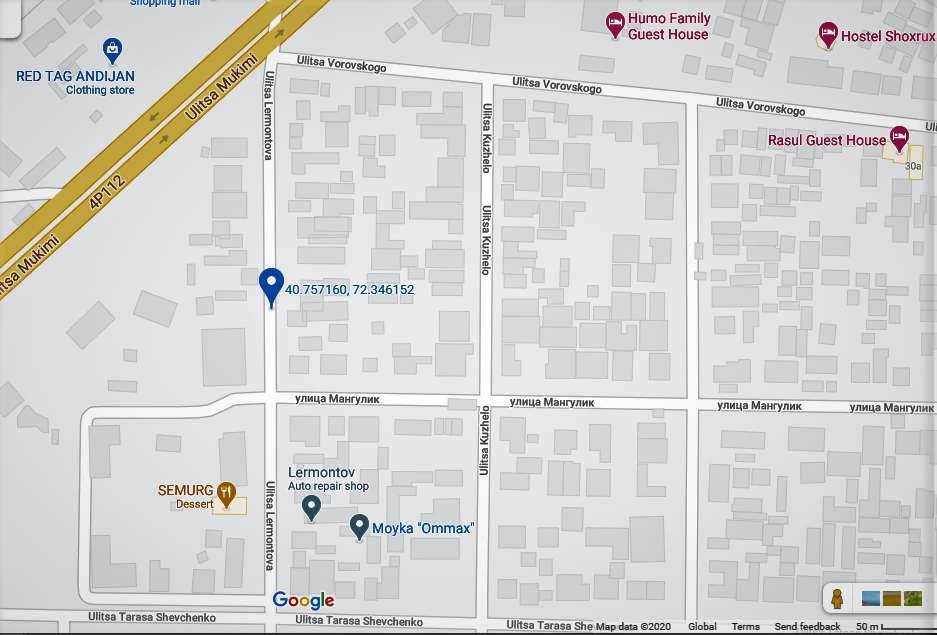 Shopping mall
Humo Family
Guest House
Hostel Shoxrux
RED TAG ANDIJAN
Clothing store
Ulitsa Mukimi
Ulitsa Lermontova
Ulitsa Vorovskogo
Ulitsa Vorovskogo
Ulitsa Vorovskogo
Ulitsa Kuzhelo
Rasul Guest House
30a
4P112
Ulitsa Kuzhelo
40.757160, 72.346152
улица Мангулик
улица Мангулик
улица Мангулик
улица Мангулик
Ulitsa Kuzhelo
Lermontov
Auto repair shop
SEMURG
Dessert
Ulitsa Lermontova
Moyka "Ommax"
Google
Ulitsa Tarasa Shevchenko
Ulitsa Tarasa Shevchenko
Ulitsa Tarasa
Map data ©2020 Global Terms Send feedback 50 m